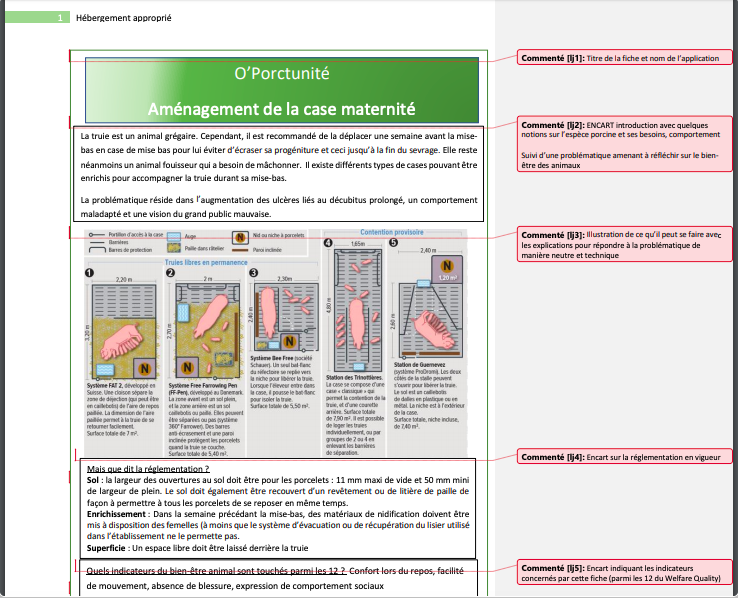 1 Hébergement approprié
O'Porctunité
Aménagement de la case maternité
La truie est un animal grégaire. Cependant, il est recommandé de la déplacer une semaine avant la mise-
bas en case de mise bas pour lui éviter d'écraser sa progéniture et ceci jusqu'à la fin du sevrage. Elle reste
néanmoins un animal fouisseur qui a besoin de mâchonner. Il existe différents types de cases pouvant être
enrichis pour accompagner la truie durant sa mise-bas.
La problématique réside dans l'augmentation des ulcères liés au décubitus prolongé, un comportement
maladapté et une vision du grand public mauvaise.
Portillon d'accès à la case
Barrières
Barres de protection
Auge
Paille dans râtelier
N
Nid ou niche à porcelets
Paroi inclinée
Truies libres en permanence
Contention provisoire
1
2,20 m
3,20 m
N
Système FAT 2, développé en
Suisse. Une cloison sépare la
zone de déjection (qui peut être
en caillebotis) de l'aire de repos
paillée. La dimension de l'aire
paillée permet à la truie de se
retourner facilement.
Surface totale de 7 m².
2
2 m
2,70 m
N
Système Free Farrowing Pen
(FF-Pen), développé au Danemark.
La zone avant est un sol plein,
et la zone arrière est un sol
caillebotis ou paillé. Elles peuvent
être séparées ou pas (système
360° Farrower). Des barres
anti-écrasement et une paroi
inclinée protègent les porcelets
quand la truie se couche.
Surface totale de 5,40 m².
3
2,30m
2,40 m
N
Système Bee Free (société
Schauer). Un seul bat-flanc
du réfectoire se replie vers
la niche pour libérer la truie.
Lorsque l'éleveur entre dans
la case, il pousse le bat-flanc
pour isoler la truie.
Surface totale de 5,50 m².
4
1,65m
4,80 m
Station des Trinottières.
La case se compose d'une
case « classique » qui
permet la contention de la
truie, et d'une courette
arrière. Surface totale
de 7,90 m². Il est possible
de loger les truies
individuellement, ou par
groupes de 2 ou 4 en
enlevant les barrières
de séparation.
5
2,40 m
N
1,20 m²
2,60 m
Station de Guernevez
(système ProDromi). Les deux
côtés de la stalle peuvent
s'ouvrir pour libérer la truie.
Le sol est un caillebotis
de dalles en plastique ou en
métal. La niche est à l'extérieur
de la case.
Surface totale, niche incluse,
de 7,40 m².
Mais que dit la réglementation ?
Sol : la largeur des ouvertures au sol doit être pour les porcelets : 11 mm maxi de vide et 50 mm mini
de largeur de plein. Le sol doit également être recouvert d'un revêtement ou de litière de paille de
façon à permettre à tous les porcelets de se reposer en même temps.
Enrichissement : Dans la semaine précédant la mise-bas, des matériaux de nidification doivent être
mis à disposition des femelles (à moins que le système d'évacuation ou de récupération du lisier utilisé
dans l'établissement ne le permette pas.
Superficie : Un espace libre doit être laissé derrière la truie
Quels indicateurs du bien-être animal sont touchés parmi les 12 ? Confort lors du repos, facilité
de mouvement, absence de blessure, expression de comportement sociaux
Commenté [lj1]: Titre de la fiche et nom de l'application
Commenté [lj2]: ENCART introduction avec quelques
notions sur l'espèce porcine et ses besoins, comportement
Suivi d'une problématique amenant à réfléchir sur le bien-
être des animaux
Commenté [lj3]: Illustration de ce qu'il peut se faire avec
les explications pour répondre à la problématique de
manière neutre et technique
Commenté [lj4]: Encart sur la réglementation en vigueur
Commenté [lj5]: Encart indiquant les indicateurs
concernés par cette fiche (parmi les 12 du Welfare Quality)